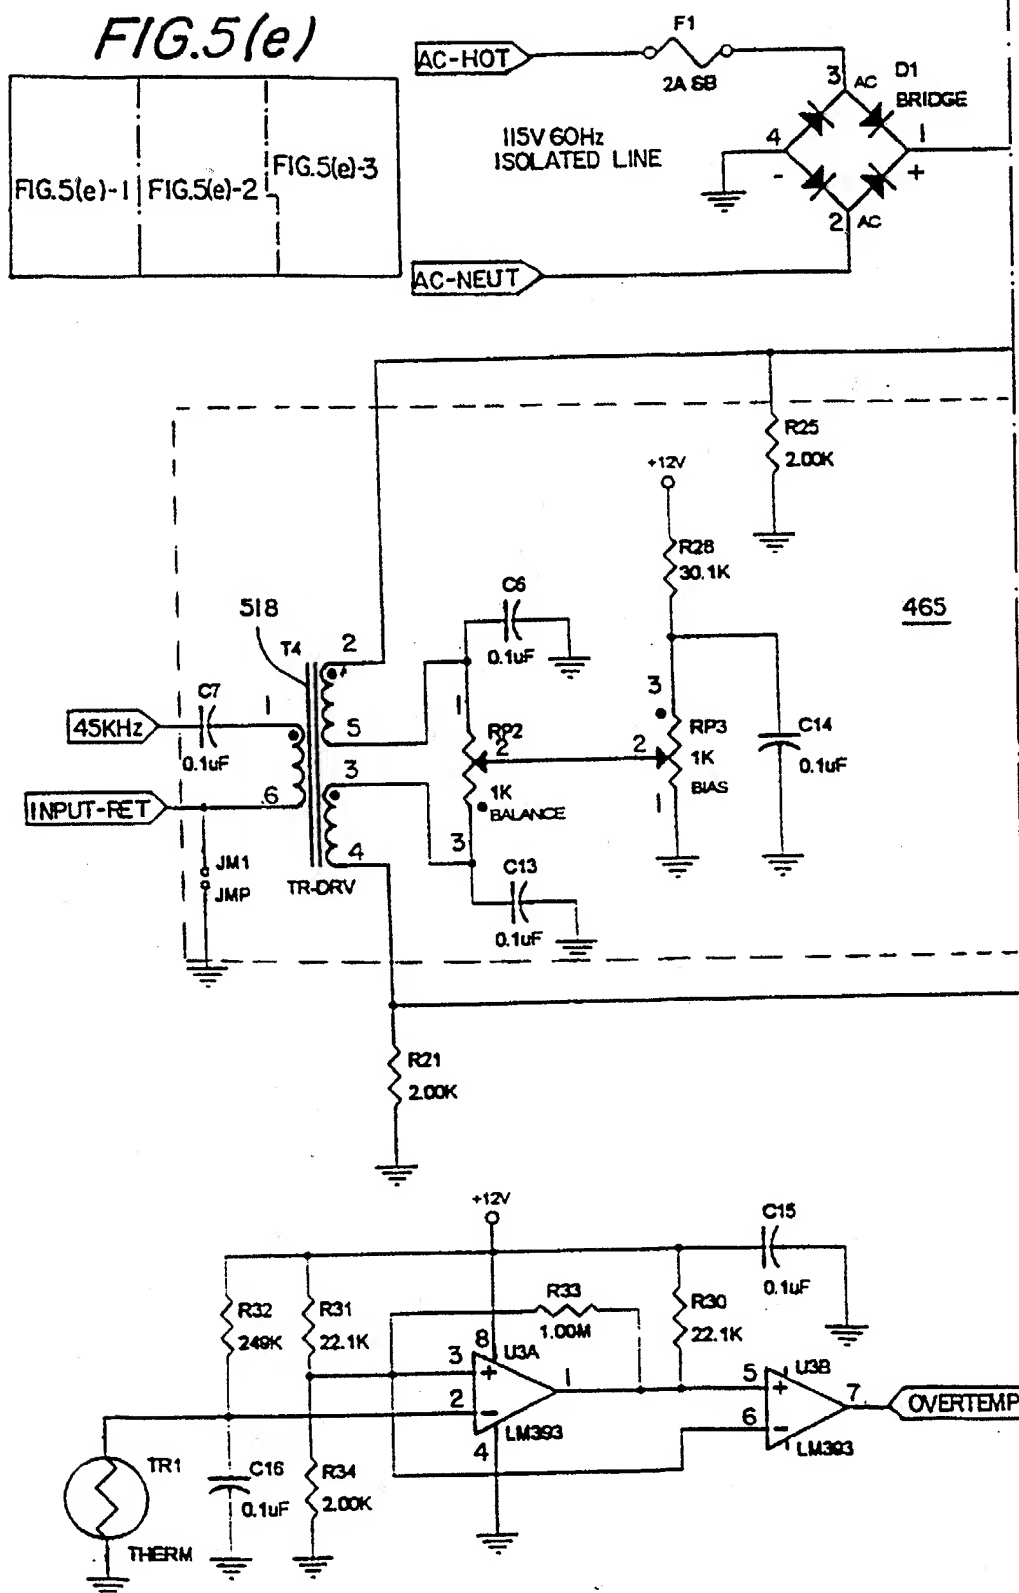 FIG.5(e)
FIG.5(e)-1
FIG.5(e)-2
FIG.5(e)-3
AC-HOT
F1
2A SB
115V 60Hz
ISOLATED LINE
3
AC
D1
BRIDGE
4
-
1
+
2
AC
AC-NEUT
R25
2.00K
+12V
R28
30.1K
465
518
T4
2
C6
0.1uF
C7
0.1uF
45KHz
1
5
1
RP2
2
3
RP3
2
1K
BIAS
C14
0.1uF
INPUT-RET
6
3
1K
BALANCE
1
4
3
JM1
JMP
TR-DRV
C13
0.1uF
R21
2.00K
+12V
C15
0.1uF
R32
249K
R31
22.1K
R33
1.00M
R30
22.1K
8
U3A
3
+
1
2
-
4
LM393
5
+
U3B
7
6
-
LM393
OVERTEMP
TR1
THERM
C16
0.1uF
R34
2.00K